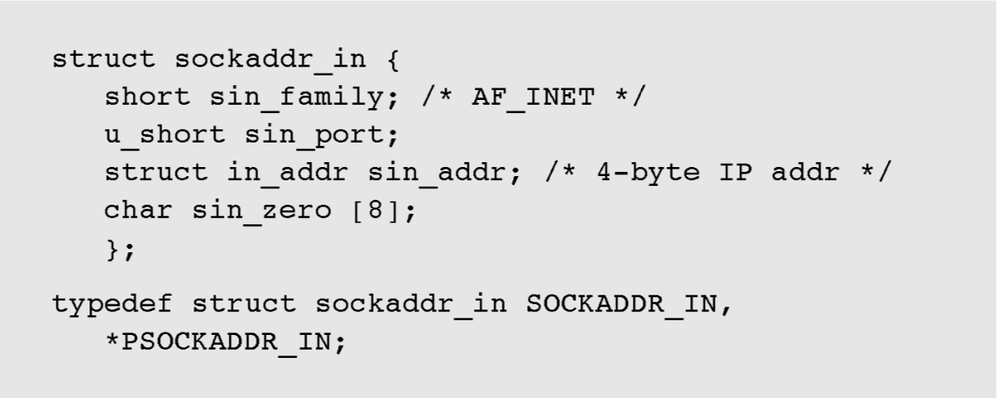 struct sockaddr_in {
short sin_family; /* AF_INET */
u_short sin_port;
struct in_addr sin_addr; /* 4-byte IP addr */
char sin_zero [8];
};
typedef struct sockaddr_in SOCKADDR_IN,
*PSOCKADDR_IN;